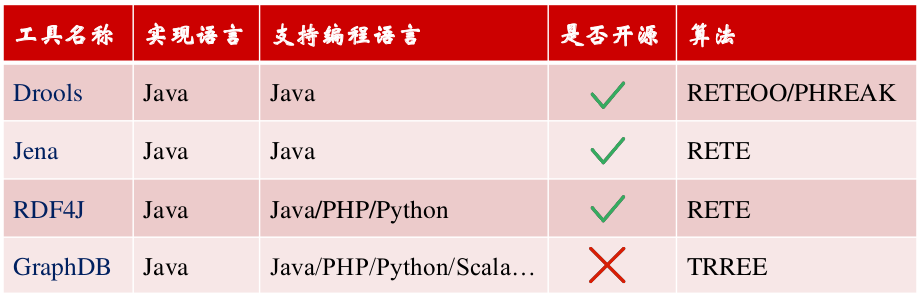 工具名称 实现语言 支持编程语言 是否开源 算法
Drools Java Java RETEOO/PHREAK
Jena Java Java RETE
RDF4J Java Java/PHP/Python RETE
GraphDB Java Java/PHP/Python/Scala… TRREE